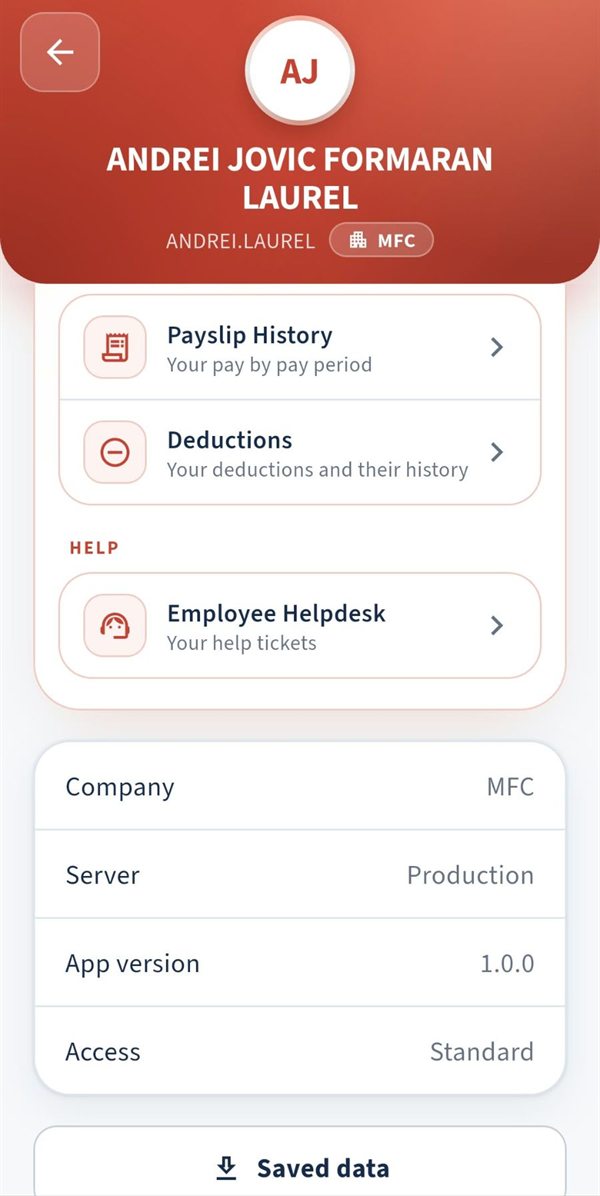 AJ
ANDREI JOVIC FORMARAN
LAUREL
ANDREI.LAUREL MFC
Payslip History
Your pay by pay period
Deductions
Your deductions and their history
HELP
Employee Helpdesk
Your help tickets
Company MFC
Server Production
App version 1.0.0
Access Standard
Saved data